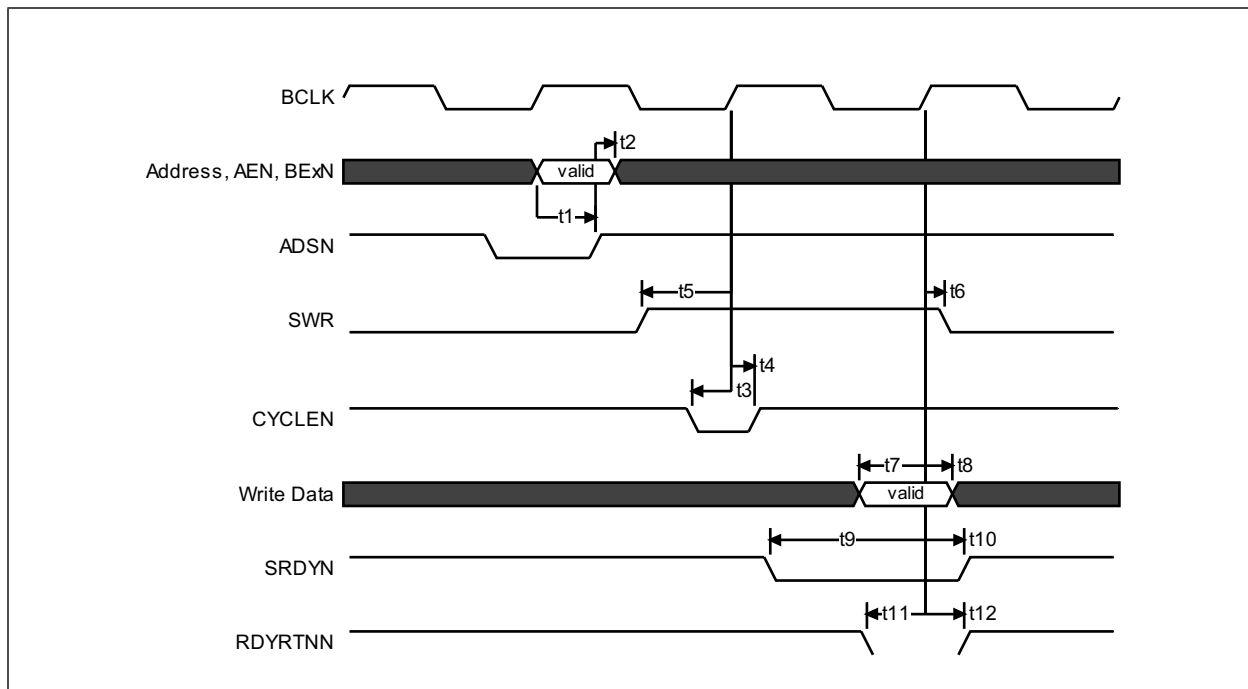 BCLK
t2
Address, AEN, BExN
valid
t1
ADSN
t5
t6
SWR
t4
t3
CYCLEN
t7
t8
Write Data
valid
t9
t10
SRDYN
t11
t12
RDYRTNN